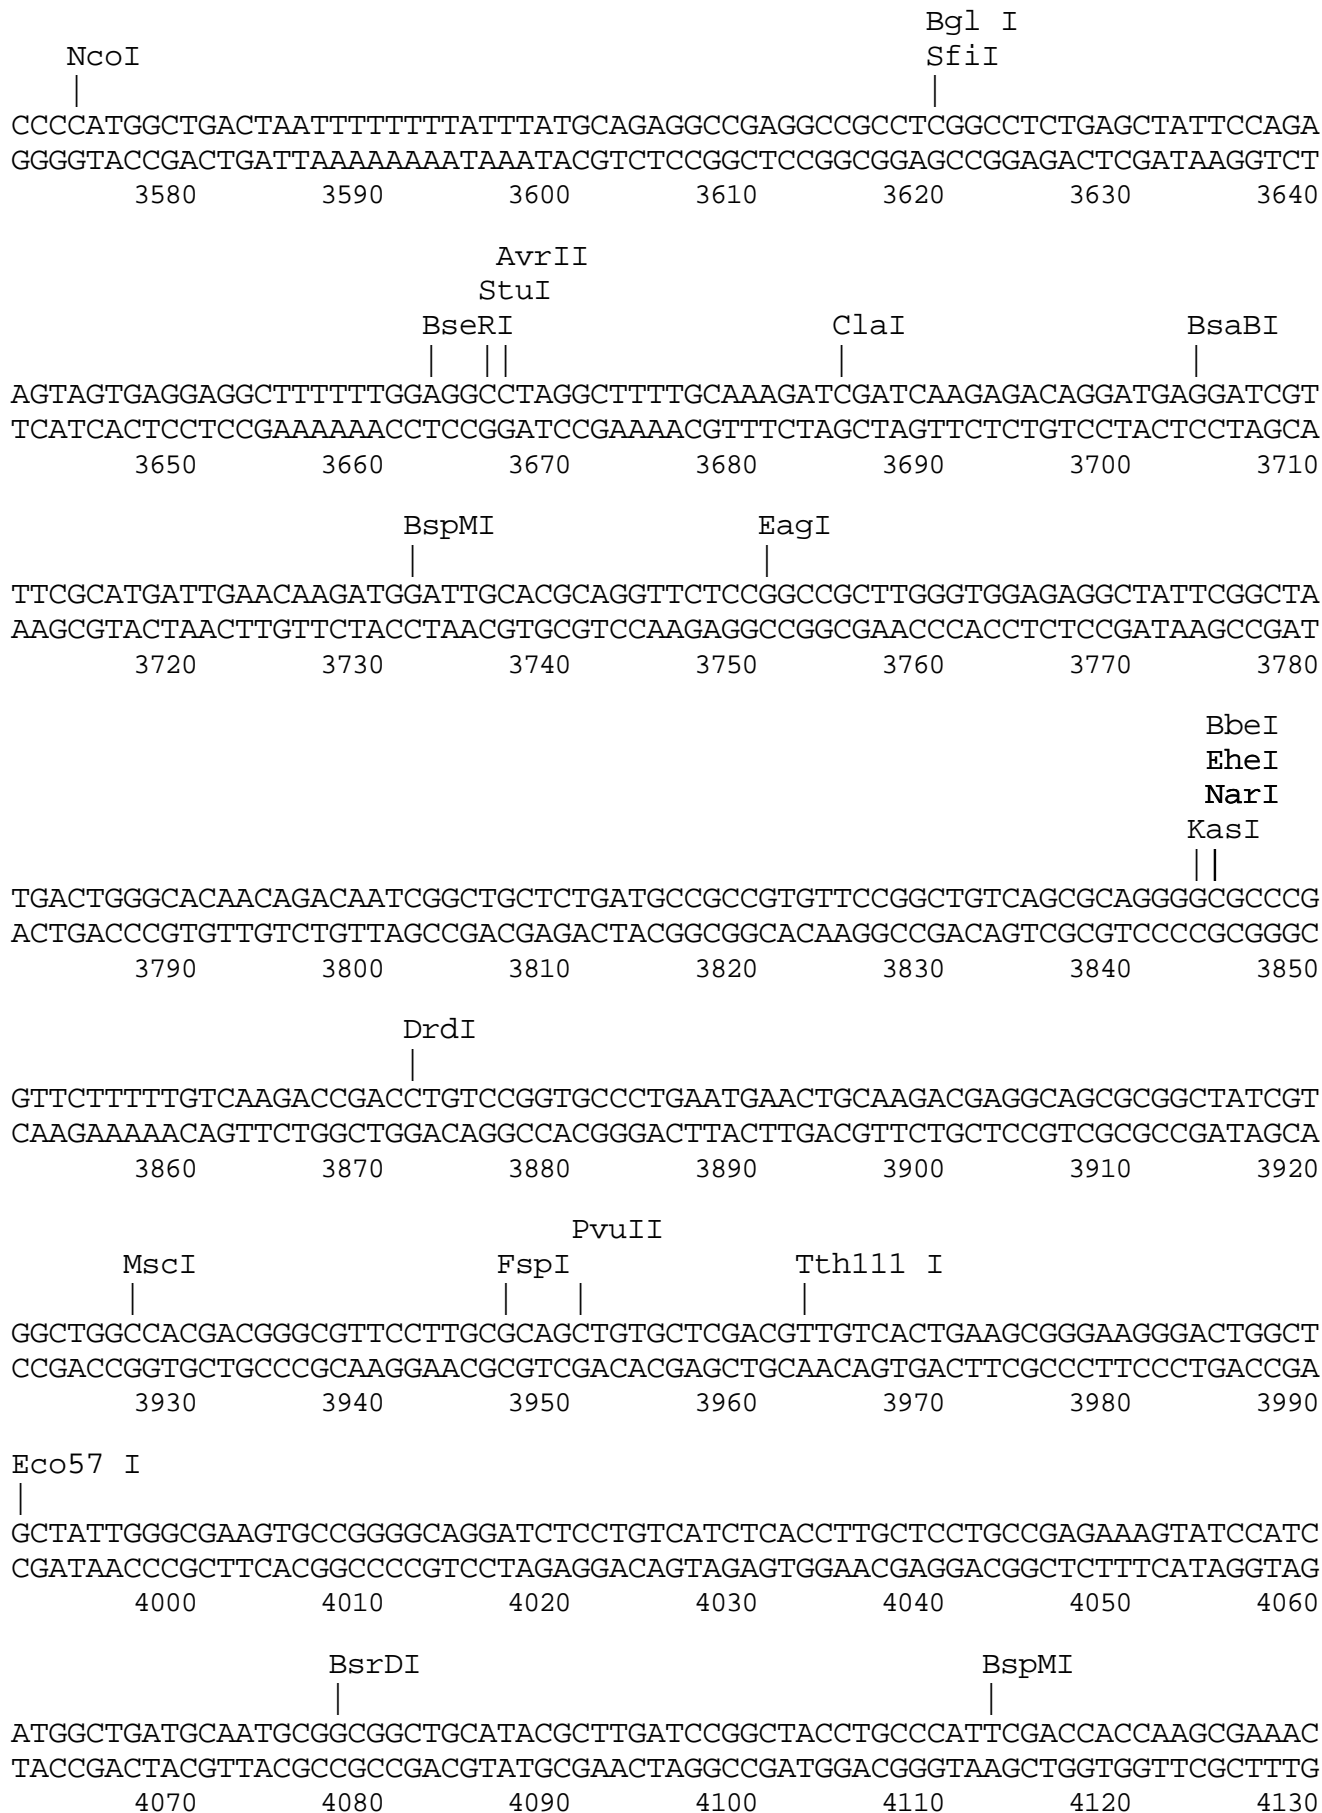 Bgl I
NcoI SfiI
CCCCATGGCTGACTAATTTTTTTTATTTATGCAGAGGCCGAGGCCGCCTCGGCCTCTGAGCTATTCCAGA
GGGGTACCGACTGATTAAAAAAAATAAATACGTCTCCGGCTCCGGCGGAGCCGGAGACTCGATAAGGTCT
3580 3590 3600 3610 3620 3630 3640
AvrII
StuI
BseRI ClaI BsaBI
AGTAGTGAGGAGGCTTTTTTGGAGGCCTAGGCTTTTGCAAAGATCGATCAAGAGACAGGATGAGGATCGT
TCATCACTCCTCCGAAAAAACCTCCGGATCCGAAAACGTTTCTAGCTAGTTCTCTGTCCTACTCCTAGCA
3650 3660 3670 3680 3690 3700 3710
BspMI EagI
TTCGCATGATTGAACAAGATGGATTGCACGCAGGTTCTCCGGCCGCTTGGGTGGAGAGGCTATTCGGCTA
AAGCGTACTAACTTGTTCTACCTAACGTGCGTCCAAGAGGCCGGCGAACCCACCTCTCCGATAAGCCGAT
3720 3730 3740 3750 3760 3770 3780
BbeI
EheI
NarI
KasI
TGACTGGGCACAACAGACAATCGGCTGCTCTGATGCCGCCGTGTTCCGGCTGTCAGCGCAGGGGCGCCCG
ACTGACCCGTGTTGTCTGTTAGCCGACGAGACTACGGCGGCACAAGGCCGACAGTCGCGTCCCCGCGGGC
3790 3800 3810 3820 3830 3840 3850
DrdI
GTTCTTTTTGTCAAGACCGACCTGTCCGGTGCCCTGAATGAACTGCAAGACGAGGCAGCGCGGCTATCGT
CAAGAAAAACAGTTCTGGCTGGACAGGCCACGGGACTTACTTGACGTTCTGCTCCGTCGCGCCGATAGCA
3860 3870 3880 3890 3900 3910 3920
PvuII
MscI FspI Tth111 I
GGCTGGCCACGACGGGCGTTCCTTGCGCAGCTGTGCTCGACGTTGTCACTGAAGCGGGAAGGGACTGGCT
CCGACCGGTGCTGCCCGCAAGGAACGCGTCGACACGAGCTGCAACAGTGACTTCGCCCTTCCCTGACCGA
3930 3940 3950 3960 3970 3980 3990
Eco57 I
GCTATTGGGCGAAGTGCCGGGGCAGGATCTCCTGTCATCTCACCTTGCTCCTGCCGAGAAAGTATCCATC
CGATAACCCGCTTCACGGCCCCGTCCTAGAGGACAGTAGAGTGGAACGAGGACGGCTCTTTCATAGGTAG
4000 4010 4020 4030 4040 4050 4060
BsrDI BspMI
ATGGCTGATGCAATGCGGCGGCTGCATACGCTTGATCCGGCTACCTGCCCATTCGACCACCAAGCGAAAC
TACCGACTACGTTACGCCGCCGACGTATGCGAACTAGGCCGATGGACGGGTAAGCTGGTGGTTCGCTTTG
4070 4080 4090 4100 4110 4120 4130